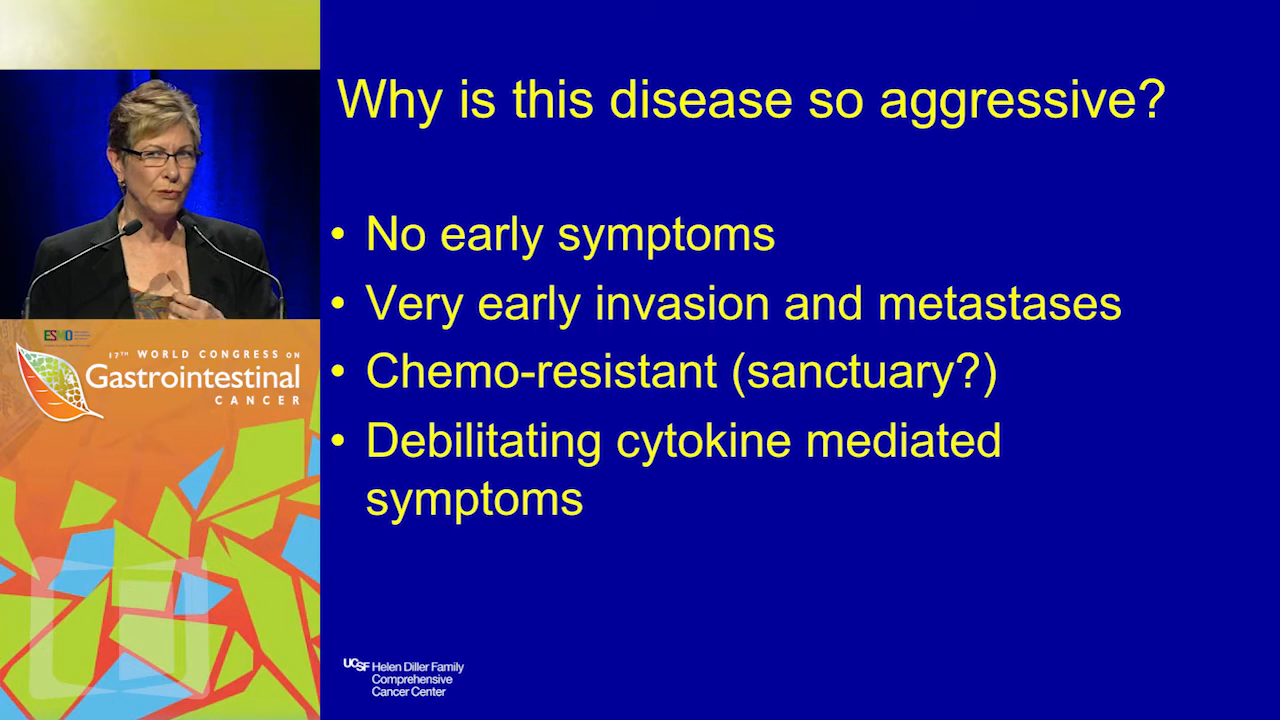 Why is this disease so aggressive?
• No early symptoms
• Very early invasion and metastases
• Chemo-resistant (sanctuary?)
• Debilitating cytokine mediated
symptoms
ESMO
17TH WORLD CONGRESS ON
Gastrointestinal
CANCER
UCSF Helen Diller Family
Comprehensive
Cancer Center